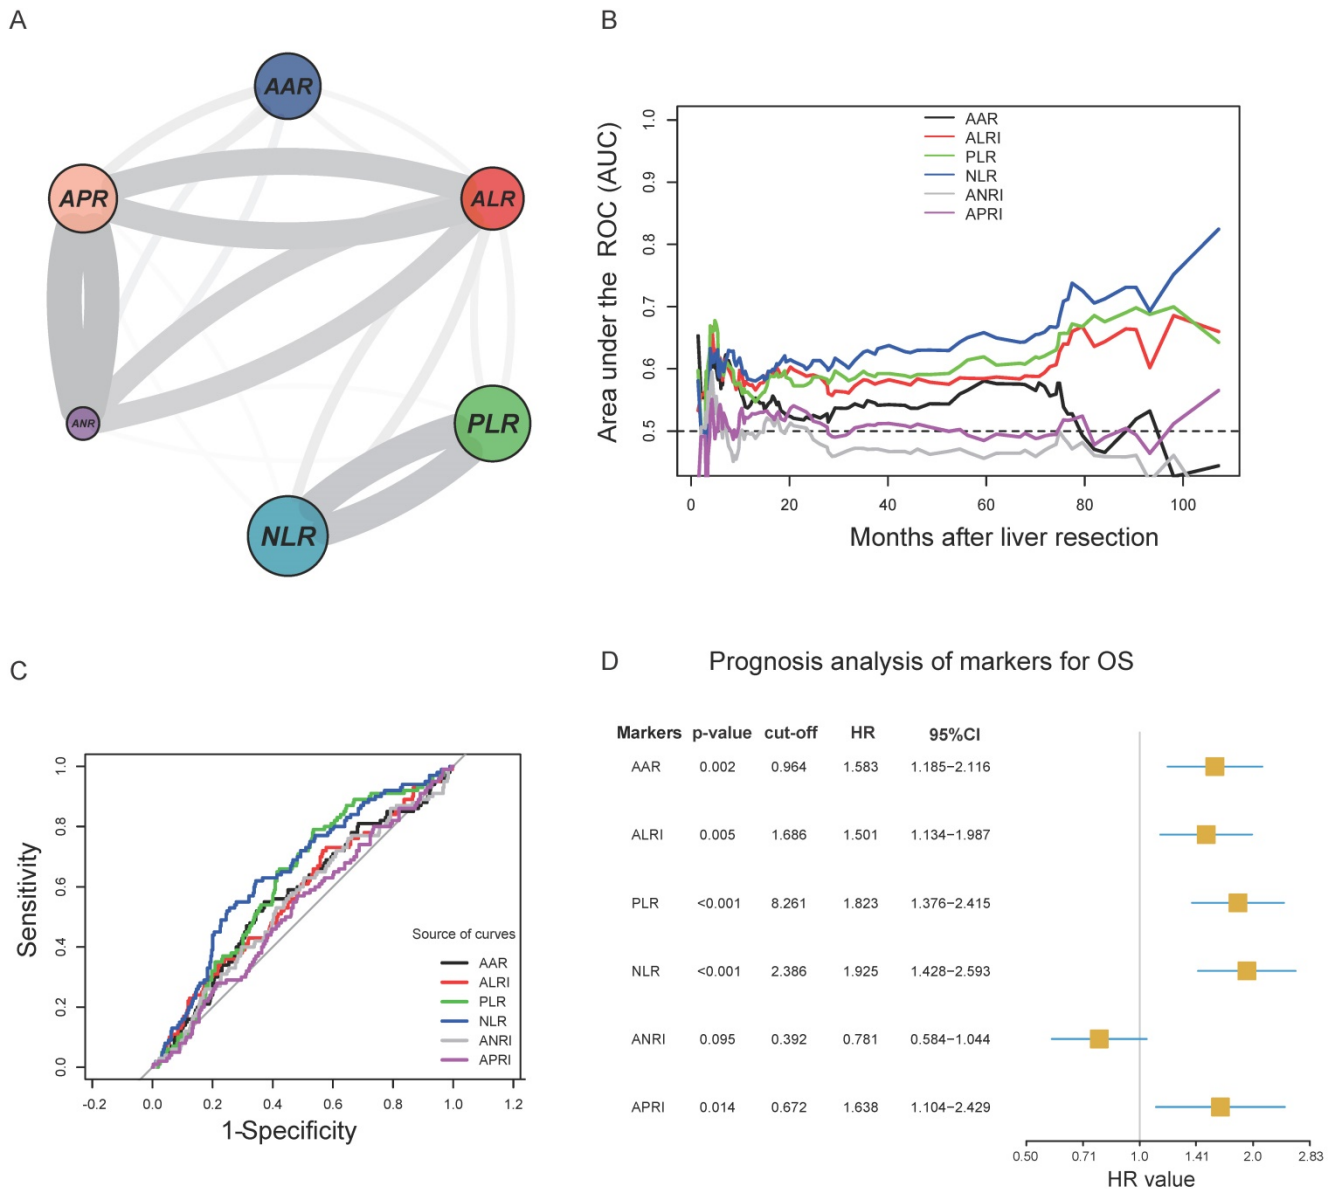 A
AAR
APR
ALR
ANR
PLR
NLR
B
AAR
ALRI
PLR
NLR
ANRI
APRI
Area under the ROC (AUC)
1.0
0.9
0.8
0.7
0.6
0.5
0 20 40 60 80 100
Months after liver resection
C
Sensitivity
1.0
0.8
0.6
0.4
0.2
0.0
Source of curves
AAR
ALRI
PLR
NLR
ANRI
APRI
-0.2 0.0 0.2 0.4 0.6 0.8 1.0 1.2
1-Specificity
D Prognosis analysis of markers for OS
Markers p-value cut-off HR 95%CI
AAR 0.002 0.964 1.583 1.185−2.116
ALRI 0.005 1.686 1.501 1.134−1.987
PLR <0.001 8.261 1.823 1.376−2.415
NLR <0.001 2.386 1.925 1.428−2.593
ANRI 0.095 0.392 0.781 0.584−1.044
APRI 0.014 0.672 1.638 1.104−2.429
0.50 0.71 1.0 1.41 2.0 2.83
HR value